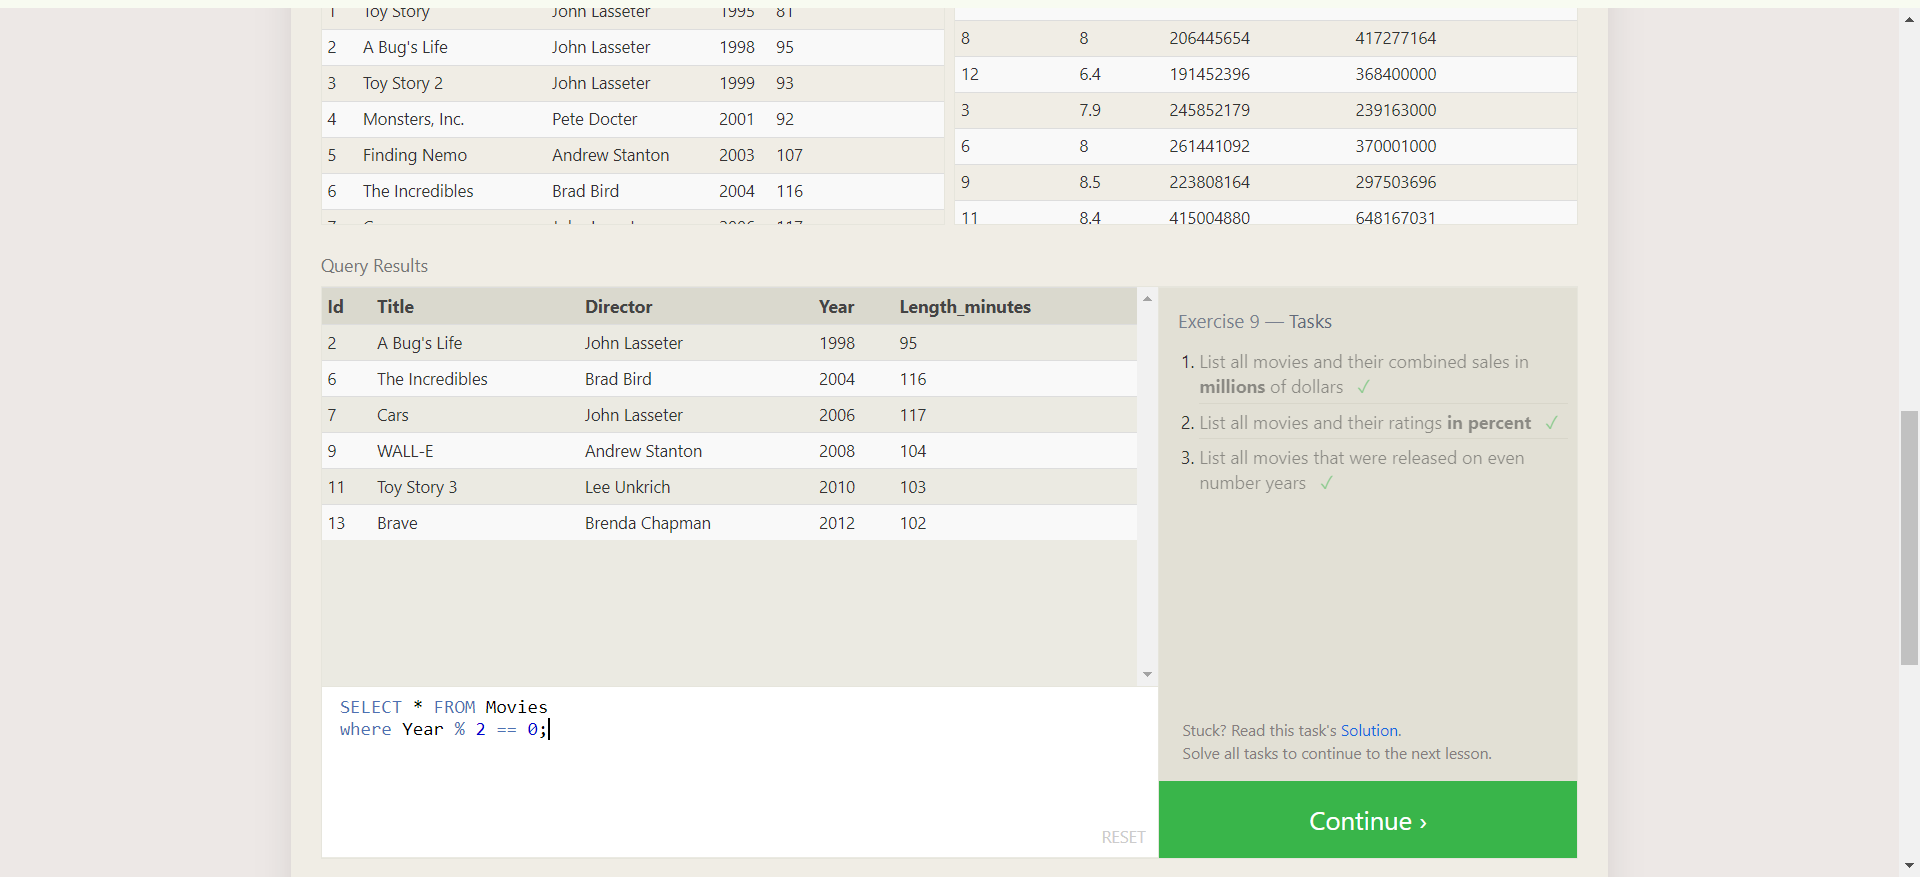 1 Toy Story John Lasseter 1995 81
2 A Bug's Life John Lasseter 1998 95
3 Toy Story 2 John Lasseter 1999 93
4 Monsters, Inc. Pete Docter 2001 92
5 Finding Nemo Andrew Stanton 2003 107
6 The Incredibles Brad Bird 2004 116
8 8 206445654 417277164
12 6.4 191452396 368400000
3 7.9 245852179 239163000
6 8 261441092 370001000
9 8.5 223808164 297503696
11 8.4 415004880 648167031
Query Results
Id Title Director Year Length_minutes
2 A Bug's Life John Lasseter 1998 95
6 The Incredibles Brad Bird 2004 116
7 Cars John Lasseter 2006 117
9 WALL-E Andrew Stanton 2008 104
11 Toy Story 3 Lee Unkrich 2010 103
13 Brave Brenda Chapman 2012 102
SELECT * FROM Movies
where Year % 2 == 0;
RESET
Exercise 9 — Tasks
1. List all movies and their combined sales in
millions of dollars ✓
2. List all movies and their ratings in percent ✓
3. List all movies that were released on even
number years ✓
Stuck? Read this task's Solution.
Solve all tasks to continue to the next lesson.
Continue ›